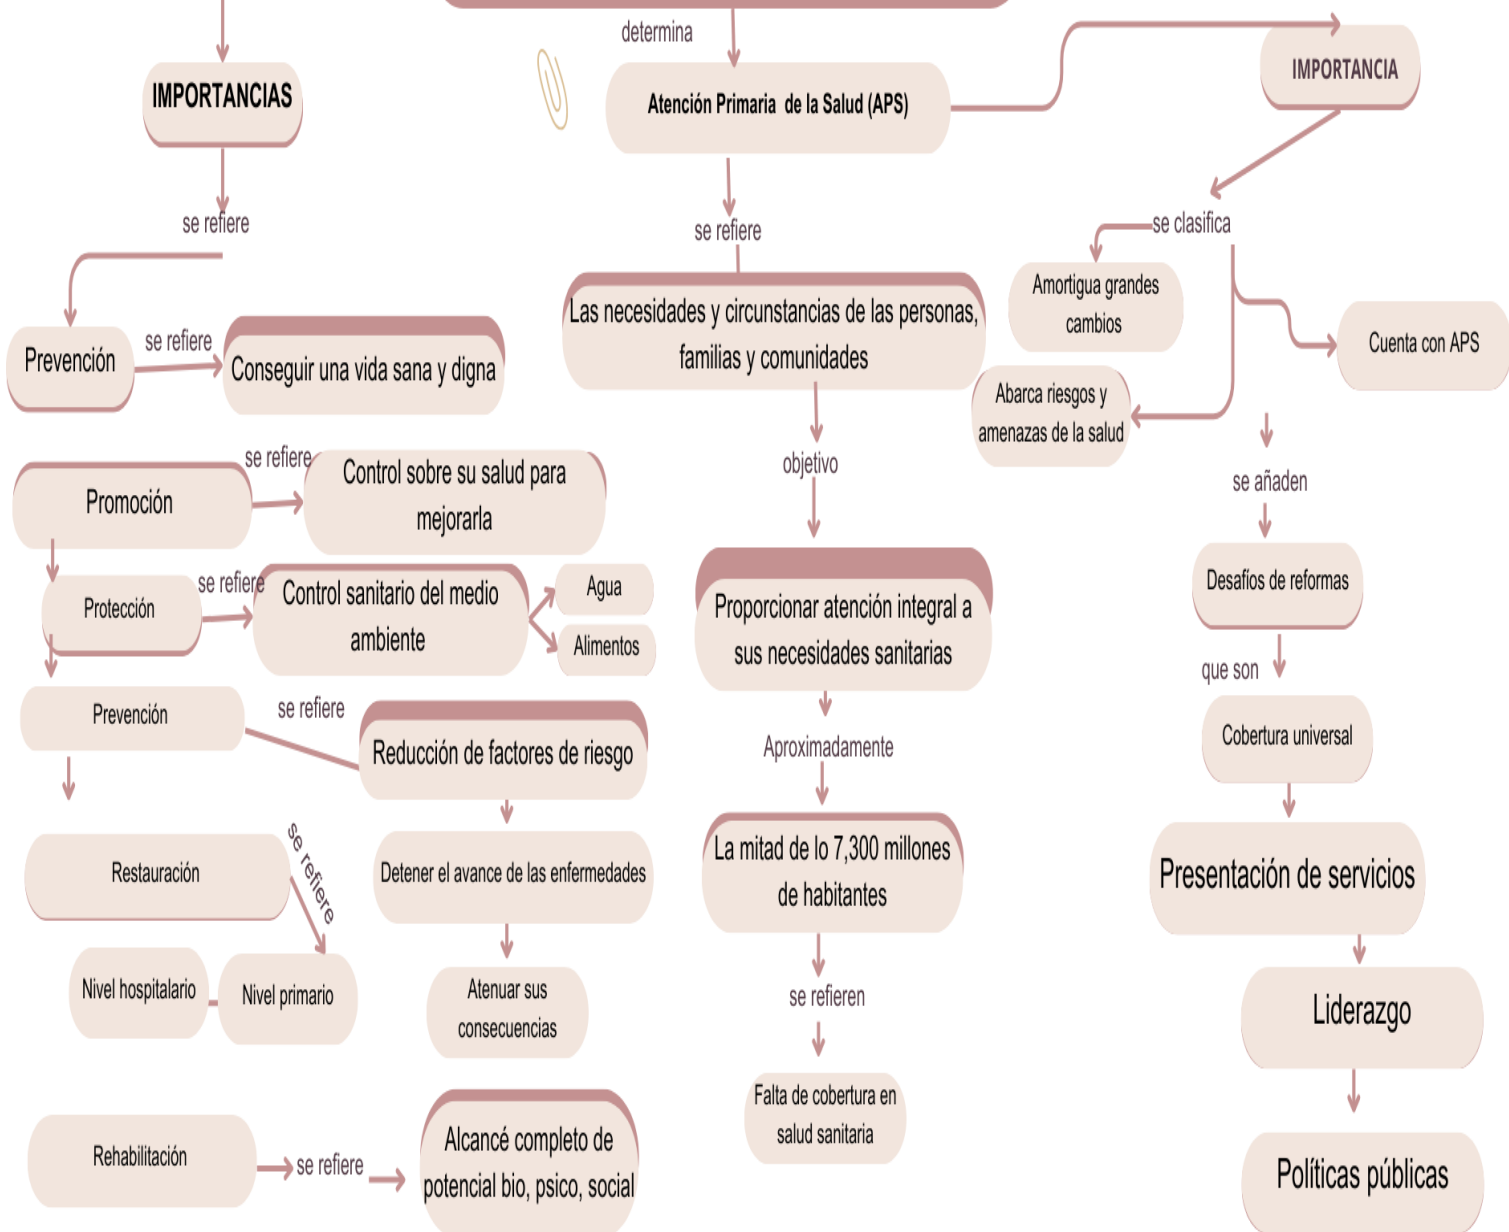 determina
IMPORTANCIAS
Atención Primaria de la Salud (APS)
IMPORTANCIA
se refiere
se refiere
se clasifica
Prevención
se refiere
Conseguir una vida sana y digna
Las necesidades y circunstancias de las personas,
familias y comunidades
Amortigua grandes
cambios
Cuenta con APS
Abarca riesgos y
amenazas de la salud
objetivo
se añaden
Promoción
se refiere
Control sobre su salud para
mejorarla
Protección
se refiere
Control sanitario del medio
ambiente
Agua
Alimentos
Proporcionar atención integral a
sus necesidades sanitarias
Desafíos de reformas
que son
Prevención
se refiere
Reducción de factores de riesgo
Aproximadamente
Cobertura universal
Restauración
se refiere
Detener el avance de las enfermedades
La mitad de lo 7,300 millones
de habitantes
Presentación de servicios
Nivel hospitalario
Nivel primario
Atenuar sus
consecuencias
se refieren
Liderazgo
Falta de cobertura en
salud sanitaria
Rehabilitación
se refiere
Alcancé completo de
potencial bio, psico, social
Políticas públicas